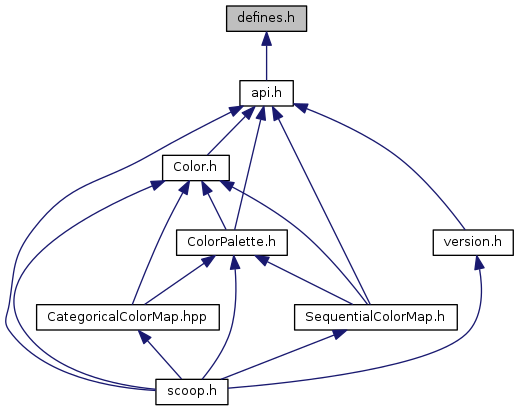 defines.h
api.h
Color.h
ColorPalette.h
version.h
CategoricalColorMap.hpp
SequentialColorMap.h
scoop.h